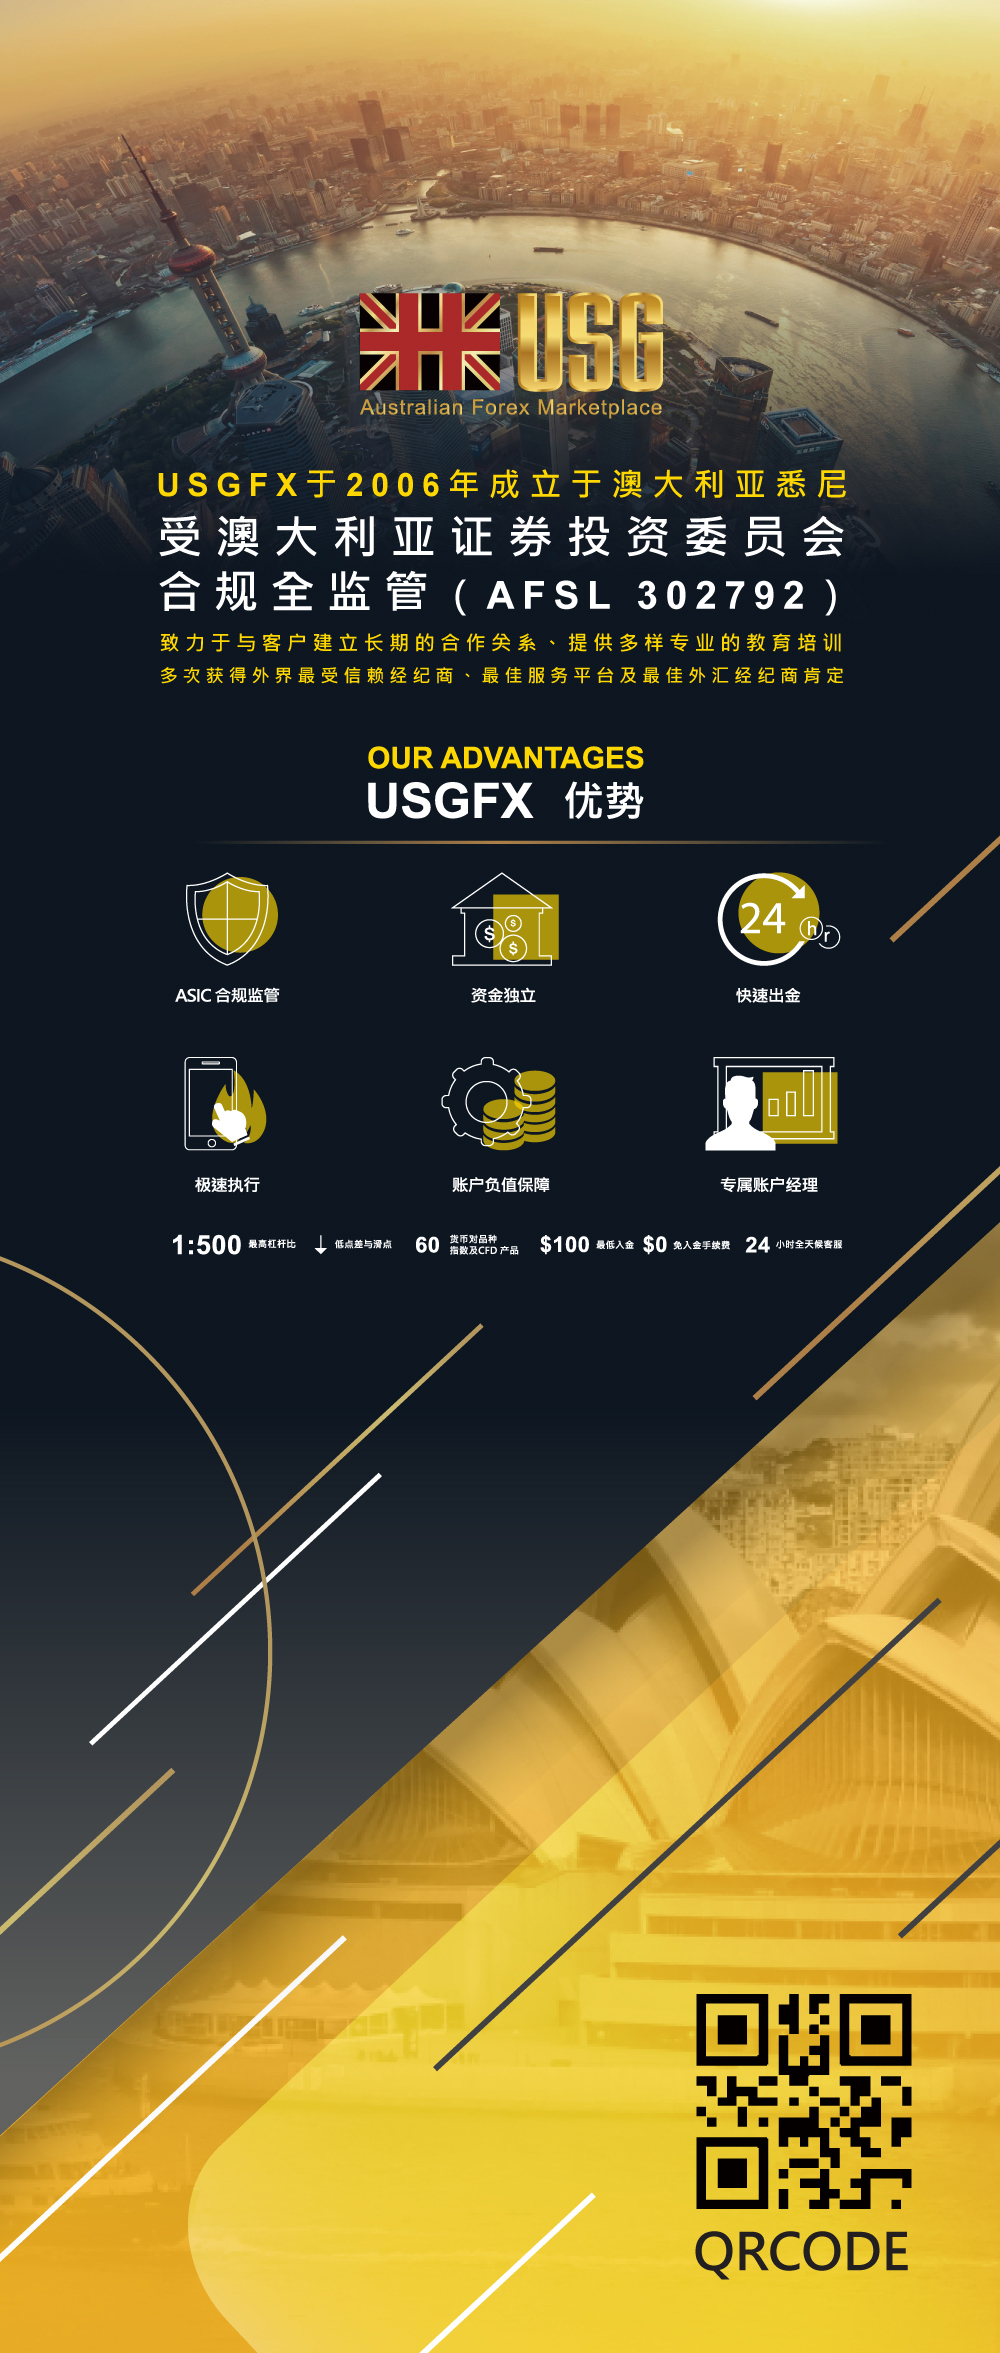 USG
Australian Forex Marketplace
USGFX于2006年成立于澳大利亚悉尼
受澳大利亚证券投资委员会
合规全监管(AFSL 302792)
致力于与客户建立长期的合作关系、提供多样专业的教育培训
多次获得外界最受信赖经纪商、最佳服务平台及最佳外汇经纪商肯定
OUR ADVANTAGES
USGFX 优势
24 hr
ASIC 合规监管 资金独立 快速出金
极速执行 账户负值保障 专属账户经理
1:500 最高杠杆比 ↓ 低点差与滑点 60 货币对品种 $100 最低入金 $0 免入金手续费 24 小时全天候客服
指数及CFD 产品
QRCODE